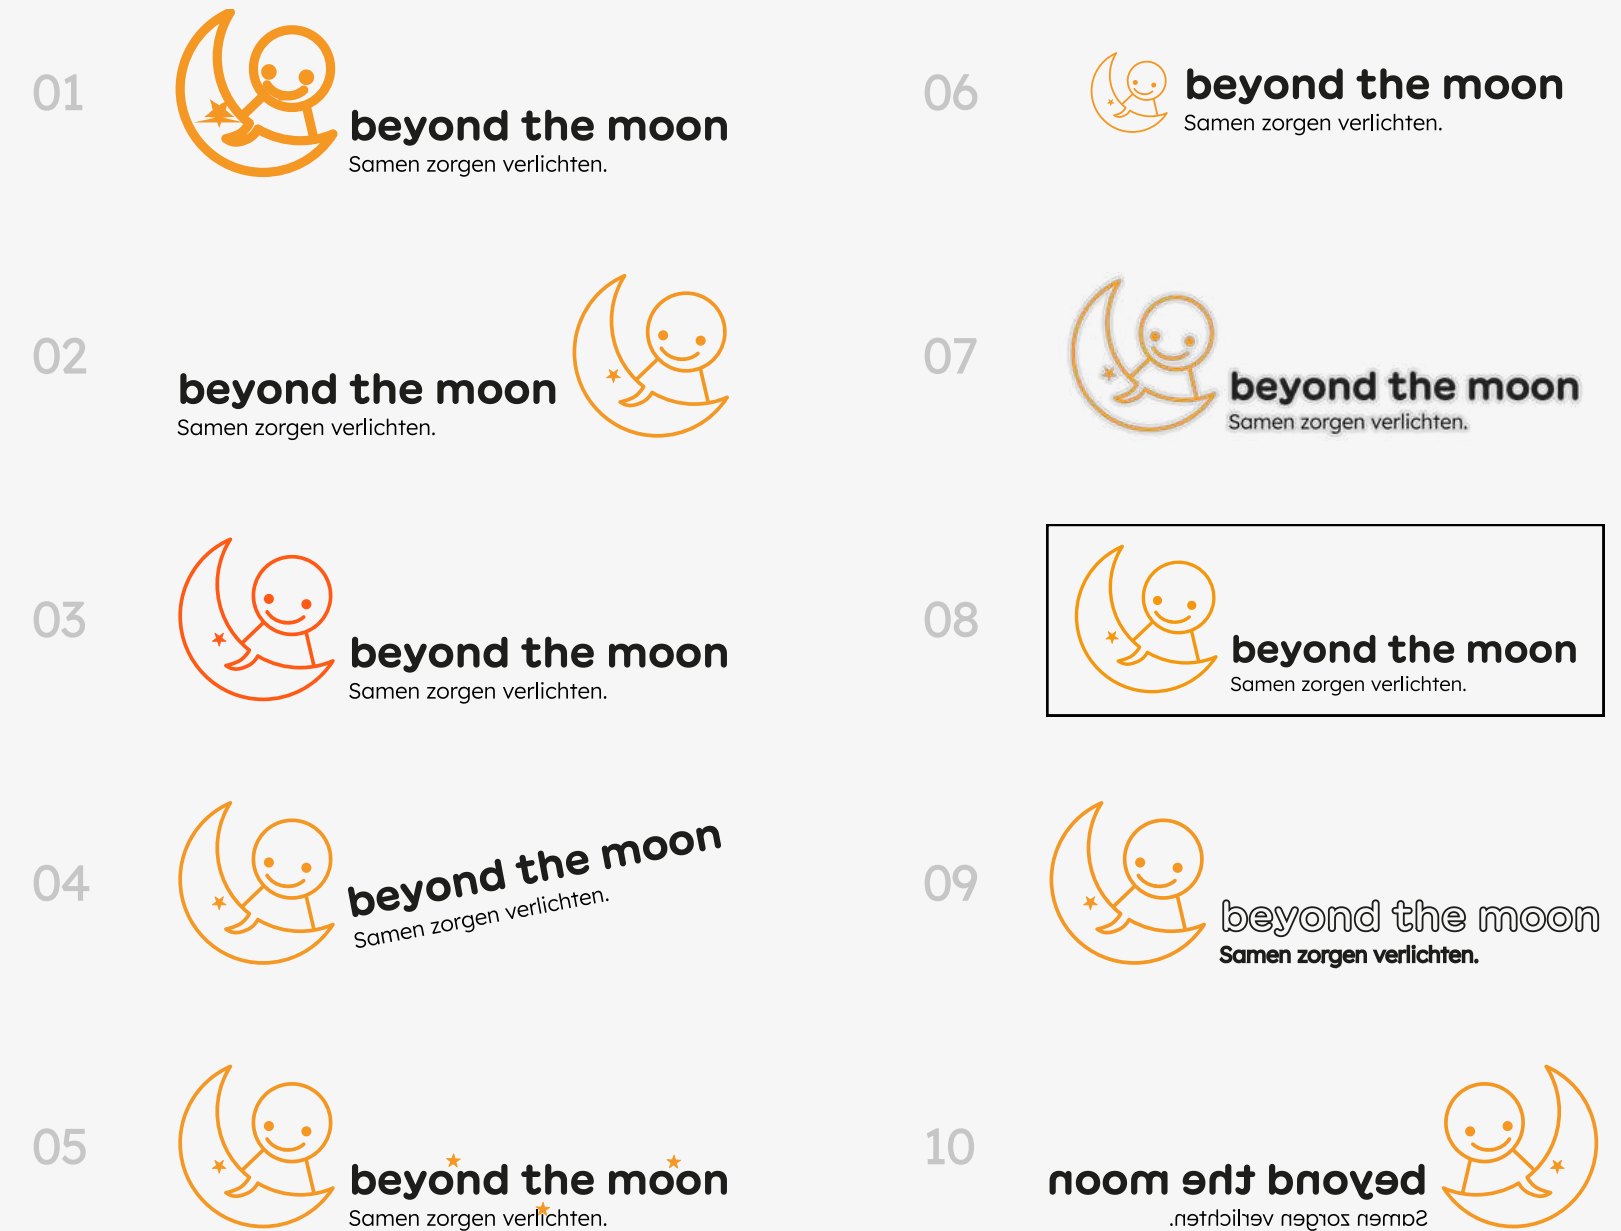 01
beyond the moon
Samen zorgen verlichten.
02
beyond the moon
Samen zorgen verlichten.
03
beyond the moon
Samen zorgen verlichten.
04
beyond the moon
Samen zorgen verlichten.
05
beyond the moon
Samen zorgen verlichten.
06
beyond the moon
Samen zorgen verlichten.
07
beyond the moon
Samen zorgen verlichten.
08
beyond the moon
Samen zorgen verlichten.
09
beyond the moon
Samen zorgen verlichten.
10
beyond the moon
Samen zorgen verlichten.